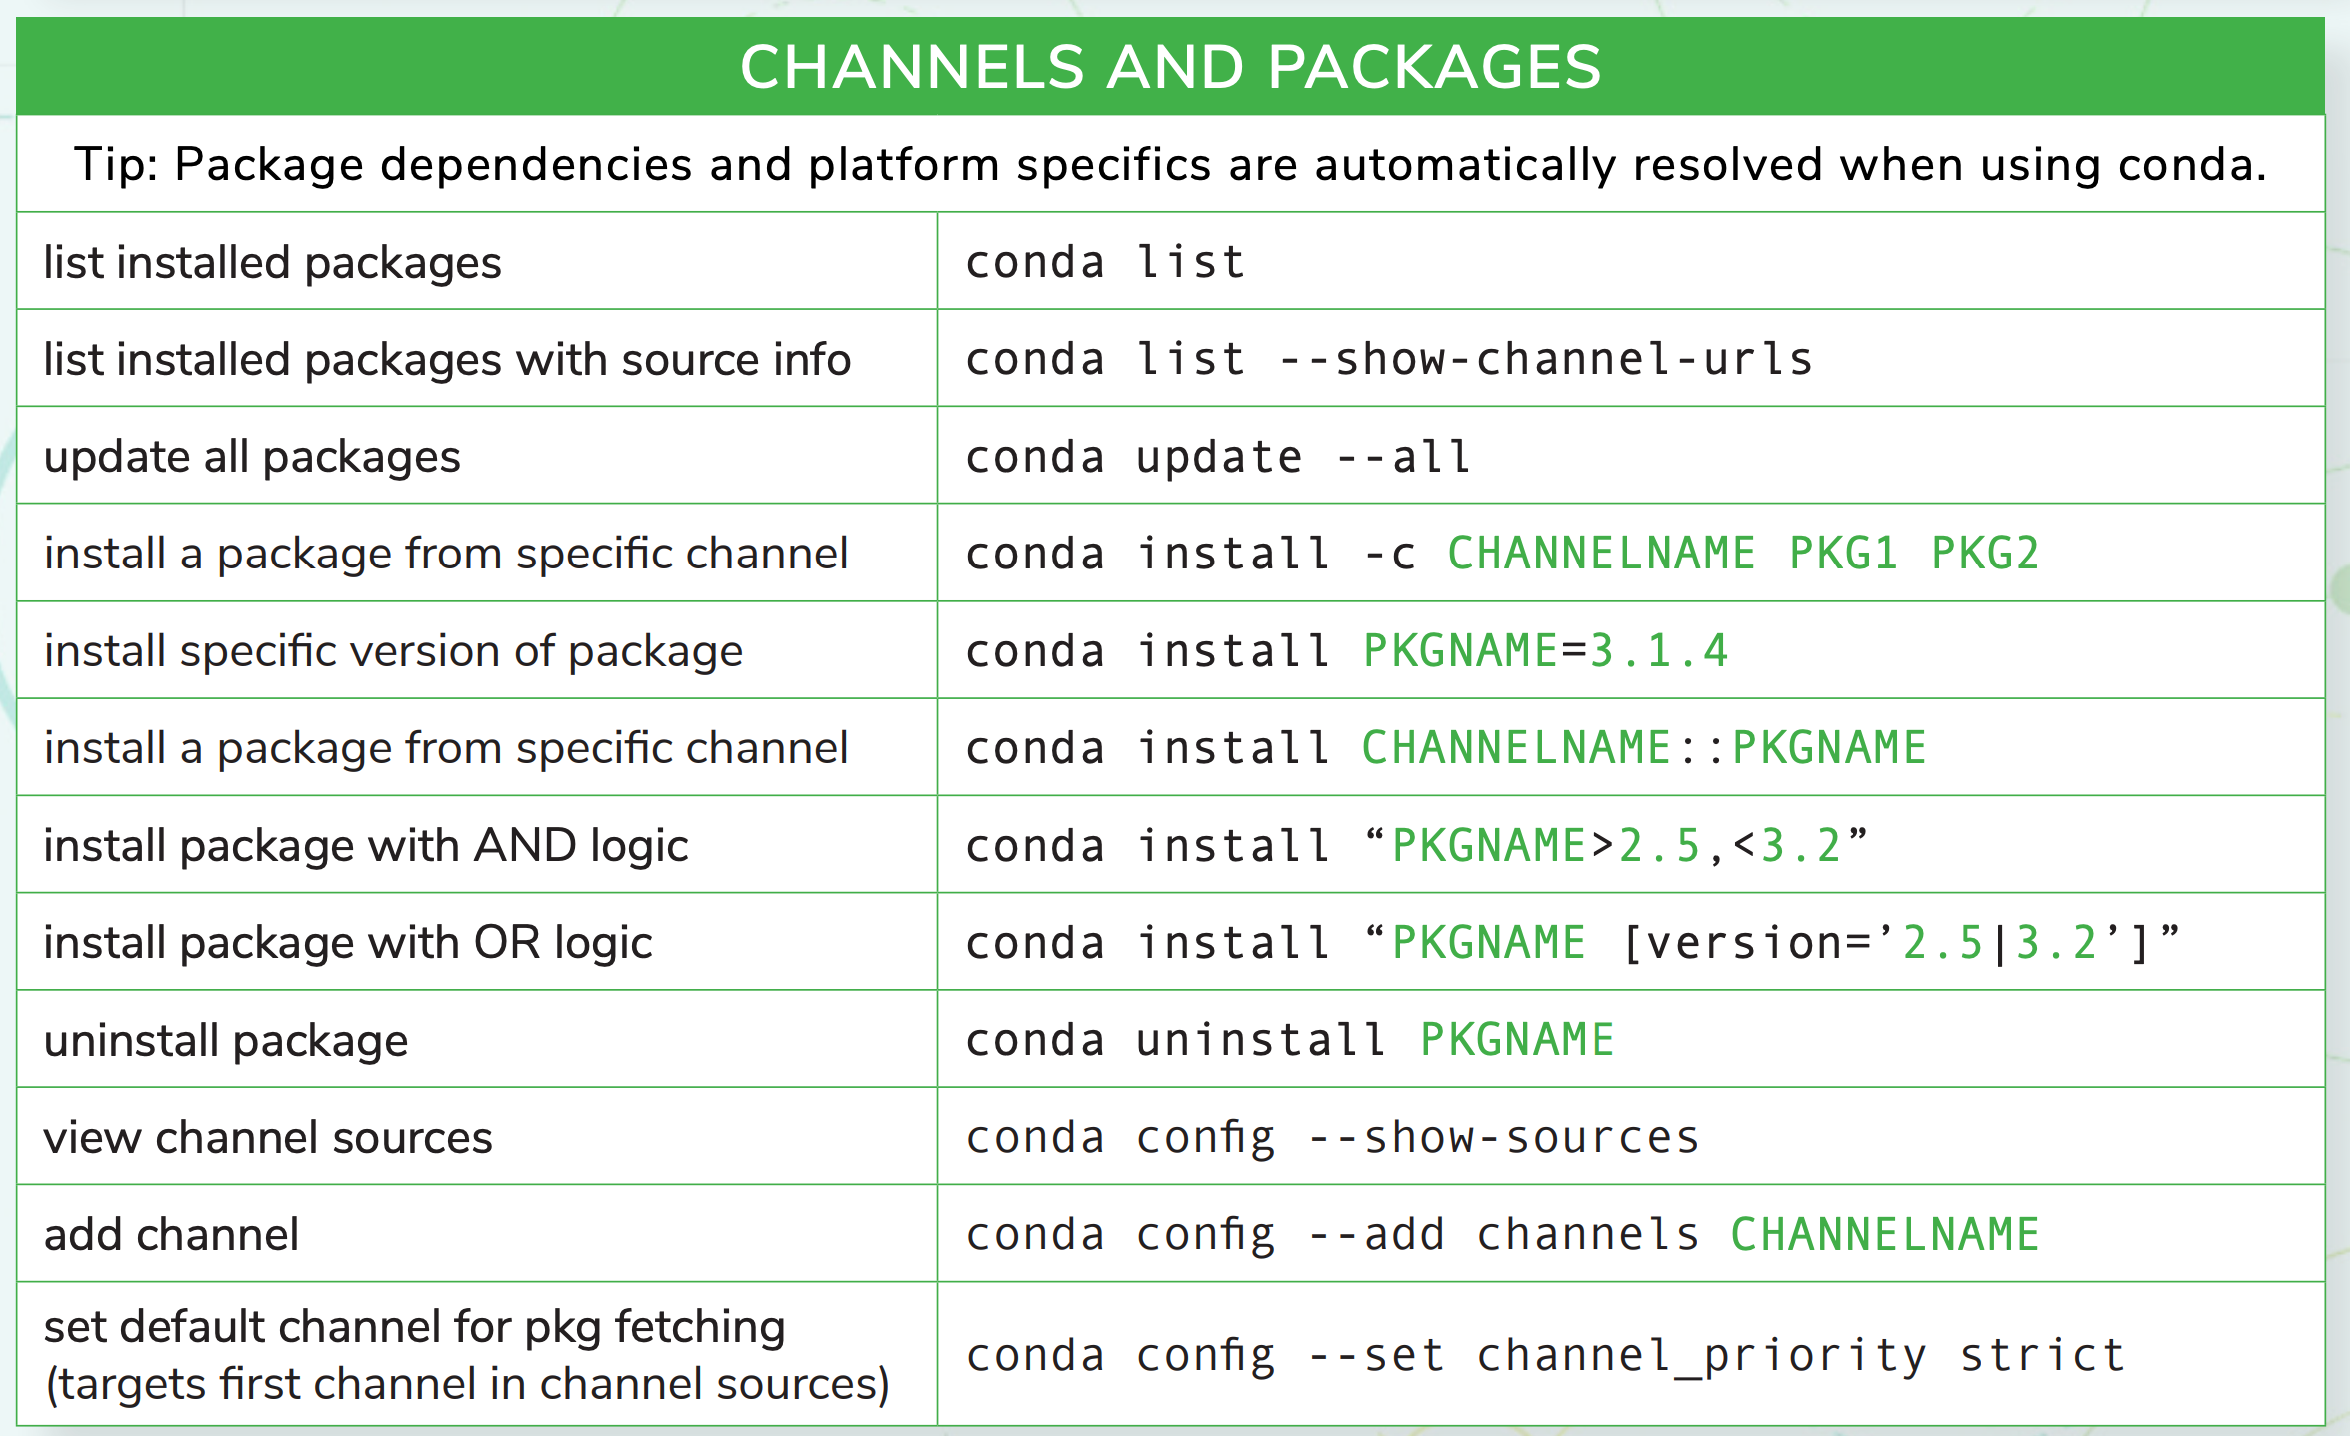 CHANNELS AND PACKAGES
Tip: Package dependencies and platform specifics are automatically resolved when using conda.
list installed packages
conda list
list installed packages with source info
conda list --show-channel-urls
update all packages
conda update --all
install a package from specific channel
conda install -c CHANNELNAME PKG1 PKG2
install specific version of package
conda install PKGNAME=3.1.4
install a package from specific channel
conda install CHANNELNAME::PKGNAME
install package with AND logic
conda install “PKGNAME>2.5,<3.2”
install package with OR logic
conda install “PKGNAME [version=’2.5|3.2’]”
uninstall package
conda uninstall PKGNAME
view channel sources
conda config --show-sources
add channel
conda config --add channels CHANNELNAME
set default channel for pkg fetching
(targets first channel in channel sources)
conda config --set channel_priority strict